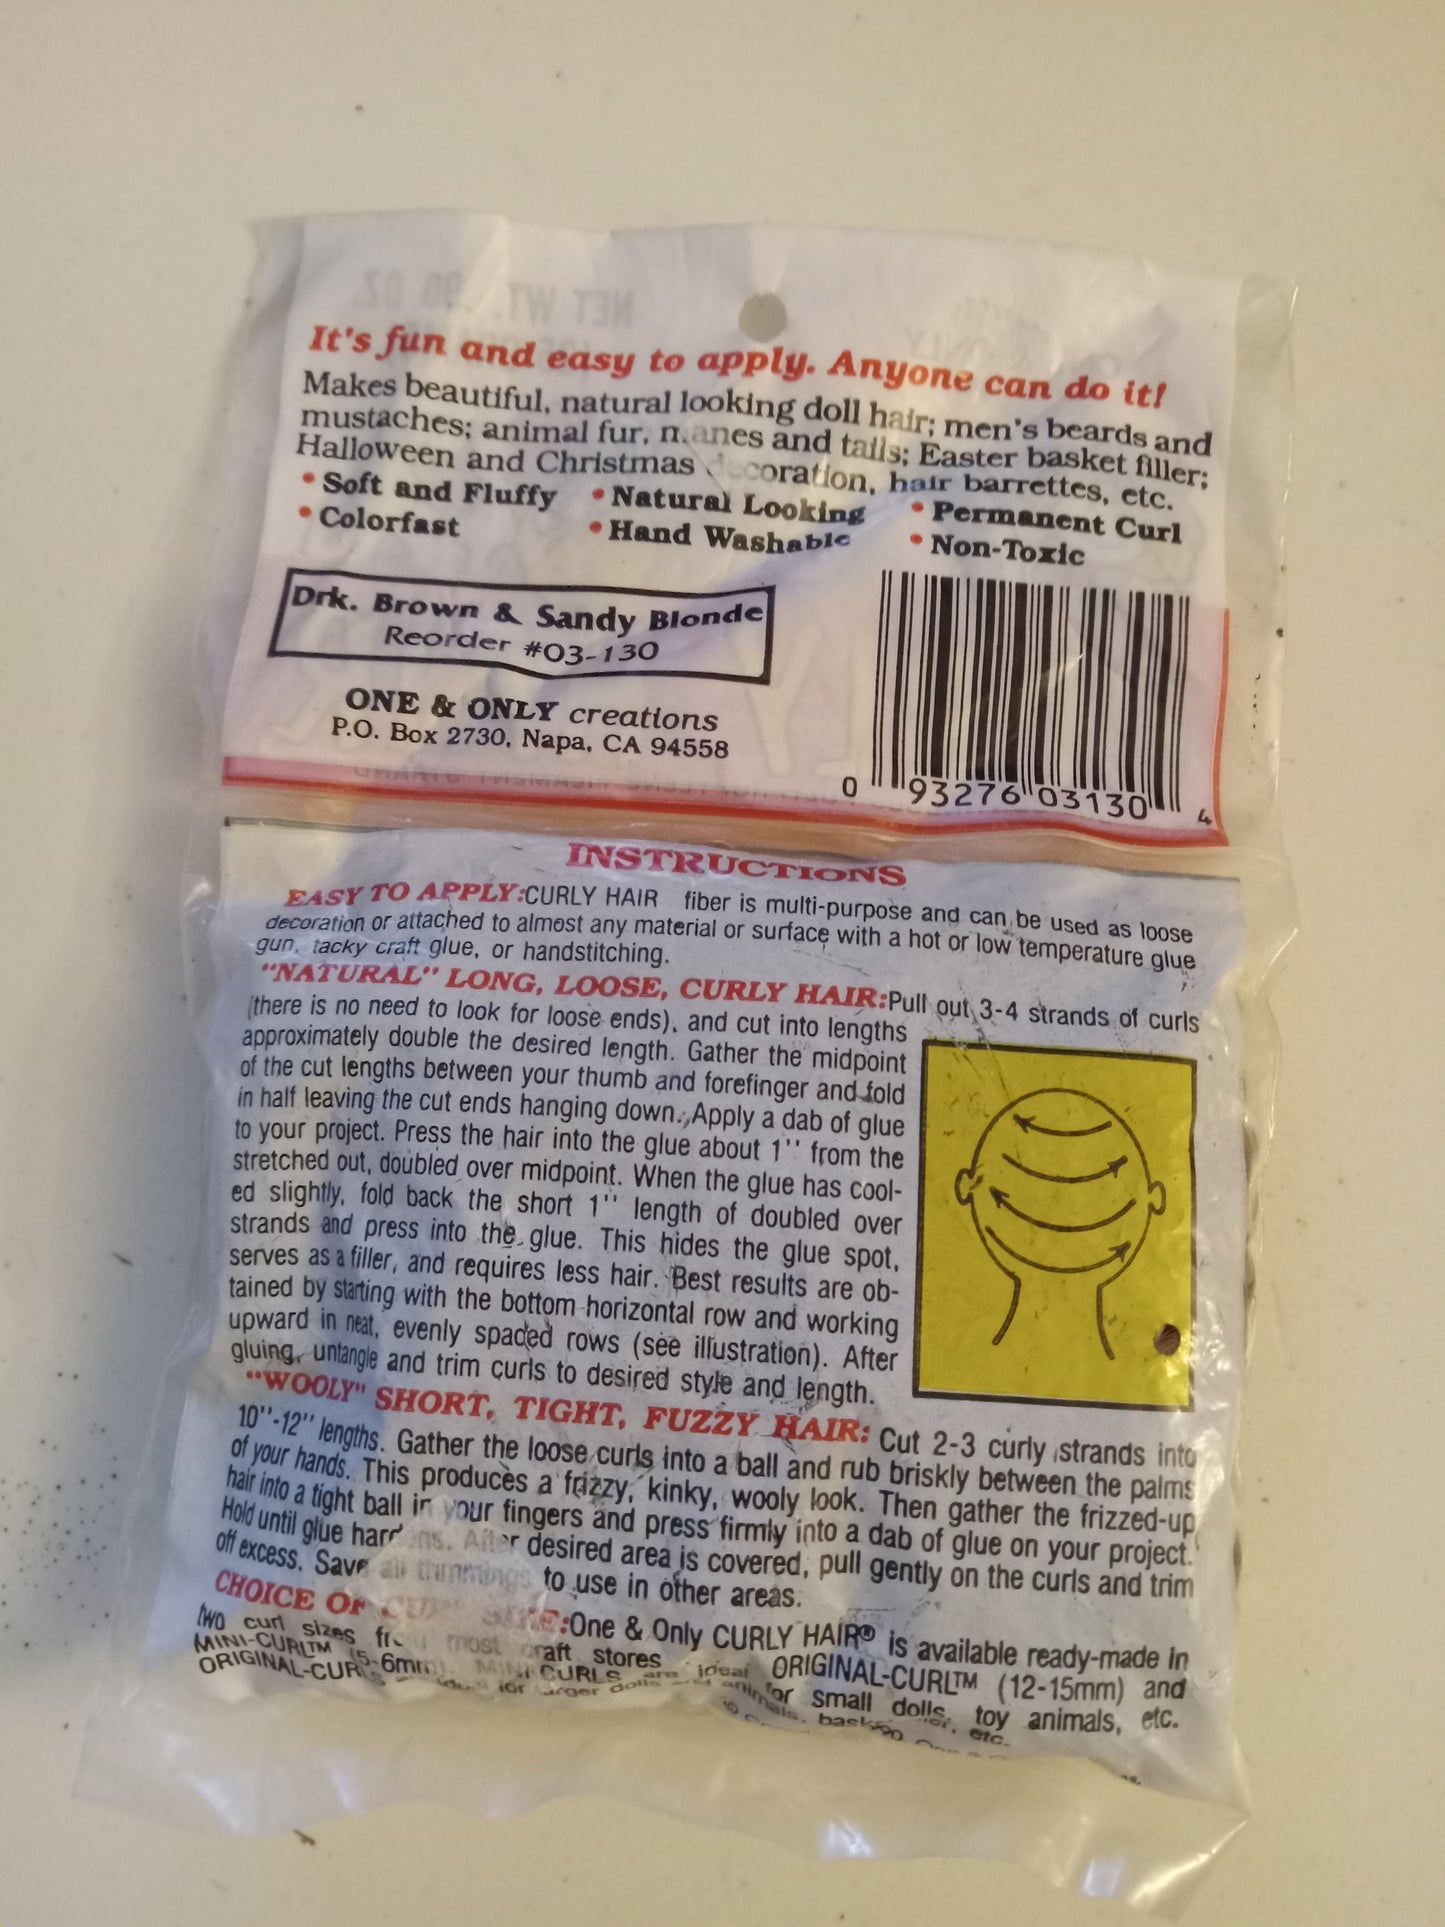 It's fun and easy to apply. Anyone can do it!
Makes beautiful, natural looking doll hair; men's beards and
mustaches; animal fur, manes and tails; Easter basket filler;
Halloween and Christmas decoration, hair barrettes, etc.
• Soft and Fluffy • Natural Looking • Permanent Curl
• Colorfast • Hand Washable • Non-Toxic
Drk. Brown & Sandy Blonde
Reorder #03-130
ONE & ONLY creations
P.O. Box 2730, Napa, CA 94558
0 93276 03130 4
INSTRUCTIONS
EASY TO APPLY:CURLY HAIR fiber is multi-purpose and can be used as loose
decoration or attached to almost any material or surface with a hot or low temperature glue
gun, tacky craft glue, or handstitching.
"NATURAL" LONG, LOOSE, CURLY HAIR:Pull out 3-4 strands of curls
(there is no need to look for loose ends), and cut into lengths
approximately double the desired length. Gather the midpoint
of the cut lengths between your thumb and forefinger and fold
in half leaving the cut ends hanging down. Apply a dab of glue
to your project. Press the hair into the glue about 1'' from the
stretched out, doubled over midpoint. When the glue has cool-
ed slightly, fold back the short 1'' length of doubled over
strands and press into the glue. This hides the glue spot,
serves as a filler, and requires less hair. Best results are ob-
tained by starting with the bottom horizontal row and working
upward in neat, evenly spaced rows (see illustration). After
gluing, untangle and trim curls to desired style and length.
"WOOLY" SHORT, TIGHT, FUZZY HAIR: Cut 2-3 curly strands into
10''-12'' lengths. Gather the loose curls into a ball and rub briskly between the palms
of your hands. This produces a frizzy, kinky, wooly look. Then gather the frizzed-up
hair into a tight ball in your fingers and press firmly into a dab of glue on your project.
Hold until glue hardens. After desired area is covered, pull gently on the curls and trim
off excess. Save all trimmings to use in other areas.
CHOICE OF CURL SIZE:One & Only CURLY HAIR® is available ready-made in
two curl sizes from most craft stores ORIGINAL-CURL™ (12-15mm) and
MINI-CURL™ (5-6mm). MINI-CURLS are ideal for small dolls, toy animals, etc.
ORIGINAL-CURLS for larger dolls and animals, etc.